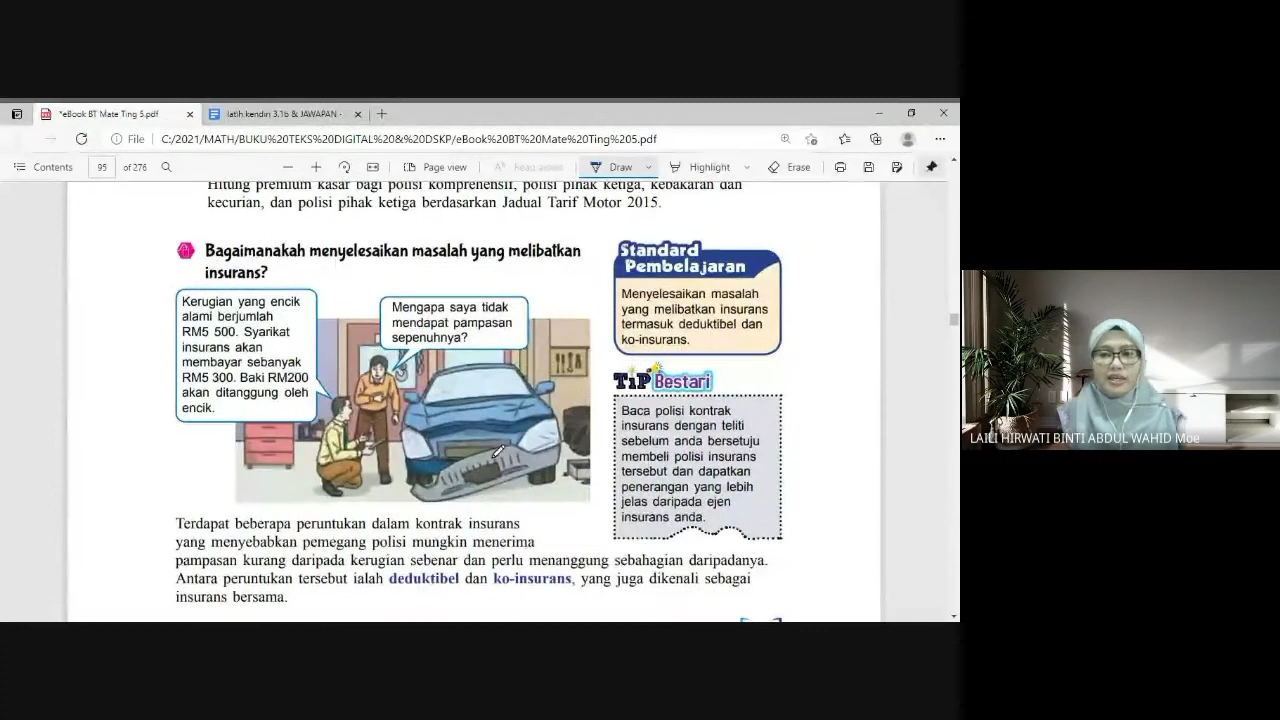 *eBook BT Mate Ting 5.pdf
latih kendiri 3.1b & JAWAPAN -
File
C:/2021/MATH/BUKU%20TEKS%20DIGITAL%20&%20DSKP/eBook%20BT%20Mate%20Ting%205.pdf
Contents
95
of 276
Page view
Read aloud
Draw
Highlight
Erase
Hitung premium kasar bagi polisi komprehensif, polisi pihak ketiga, kebakaran dan
kecurian, dan polisi pihak ketiga berdasarkan Jadual Tarif Motor 2015.
Bagaimanakah menyelesaikan masalah yang melibatkan
insurans?
Kerugian yang encik
alami berjumlah
RM5 500. Syarikat
insurans akan
membayar sebanyak
RM5 300. Baki RM200
akan ditanggung oleh
encik.
Mengapa saya tidak
mendapat pampasan
sepenuhnya?
Standard
Pembelajaran
Menyelesaikan masalah
yang melibatkan insurans
termasuk deduktibel dan
ko-insurans.
TiP Bestari
Baca polisi kontrak
insurans dengan teliti
sebelum anda bersetuju
membeli polisi insurans
tersebut dan dapatkan
penerangan yang lebih
jelas daripada ejen
insurans anda.
Terdapat beberapa peruntukan dalam kontrak insurans
yang menyebabkan pemegang polisi mungkin menerima
pampasan kurang daripada kerugian sebenar dan perlu menanggung sebahagian daripadanya.
Antara peruntukan tersebut ialah deduktibel dan ko-insurans, yang juga dikenali sebagai
insurans bersama.
LAILI HIRWATI BINTI ABDUL WAHID Moe